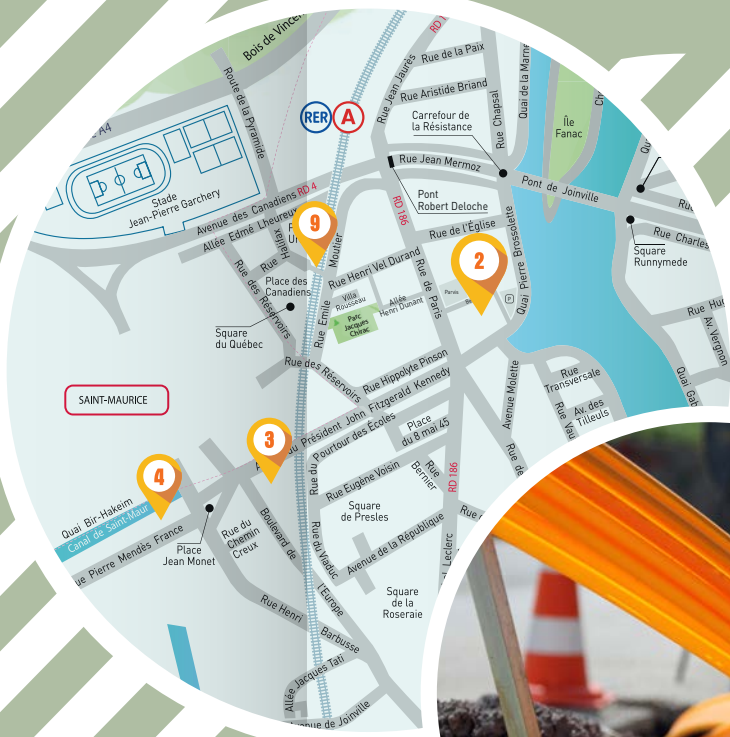 Bois de
RD
Rue de la Paix
Rue Jean Jaurès
Rue Aristide Briand
Quai de la Marne
Route de la Pyramide
A4
RER A
Carrefour de
la Résistance
Rue Chapsal
Île
Fanac
Rue Jean Mermoz
Pont de Joinville
Stade
Jean-Pierre Garchery
Avenue des Canadiens RD 4
Allée Edmé Lheureux
Pont
Robert Deloche
RD 186
9
Rue Halifax
Rue de l'Église
Quai Pierre Brossolette
Rue Charles
Square
Runnymede
2
Rue Emile Moutier
Rue Henri Vel Durand
Rue de Paris
Rue des Réservoirs
Place des
Canadiens
Villa
Rousseau
Allée
Henri Dunant
P
Parc
Jacques
Chirac
Square
du Québec
Av. Vergnon
Rue des Réservoirs
Rue Hippolyte Pinson
du Président John Fitzgerald Kennedy
Avenue Molette
Rue
Transversale
SAINT-MAURICE
Av. des
Tilleuls
3
Rue du
Pourtour des Écoles
Place
du 8 mai 45
4
Rue Eugène Voisin
Rue
Bernier
RD 186
Quai Bir-Hakeim
Canal de Saint-Maur
Rue Pierre Mendès France
Place
Jean Monet
Rue du
Chemin
Creux
Boulevard de
l'Europe
Rue du Viaduc
Square
de Presles
Avenue de la République
Leclerc
Square
de la
Roseraie
Rue Henri
Barbusse
Allée Jacques Tati
de Joinville